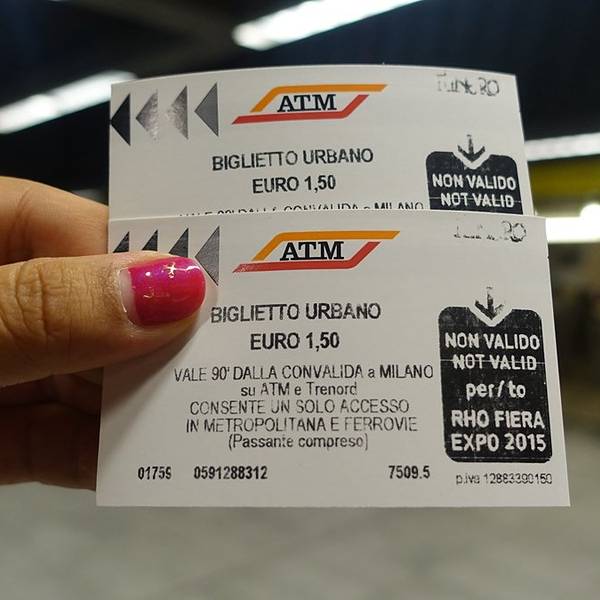 ATM
BIGLIETTO URBANO
EURO 1,50
NON VALIDO
NOT VALID
ATM
BIGLIETTO URBANO
EURO 1,50
VALE 90' DALLA CONVALIDA a MILANO
su ATM e Trenord
CONSENTE UN SOLO ACCESSO
IN METROPOLITANA E FERROVIE
(Passante compreso)
01759 0591288312 7509.5
NON VALIDO
NOT VALID
per/to
RHO FIERA
EXPO 2015
p.iva 12883390150